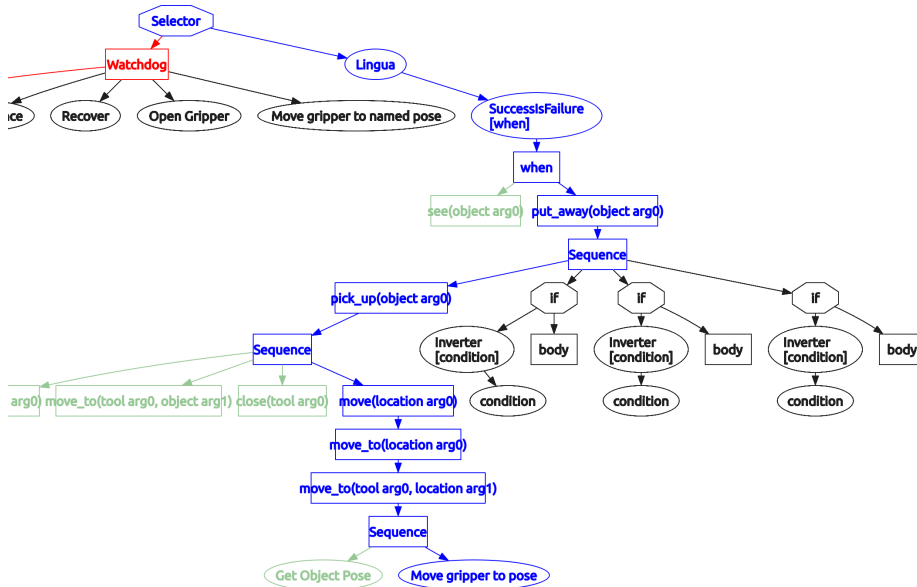 Selector
Watchdog
Lingua
Recover
Open Gripper
Move gripper to named pose
SuccessIsFailure
[when]
when
see(object arg0)
put_away(object arg0)
Sequence
pick_up(object arg0)
if
if
if
Sequence
Inverter
[condition]
body
Inverter
[condition]
body
Inverter
[condition]
body
arg0)
move_to(tool arg0, object arg1)
close(tool arg0)
move(location arg0)
condition
condition
condition
move_to(location arg0)
move_to(tool arg0, location arg1)
Sequence
Get Object Pose
Move gripper to pose